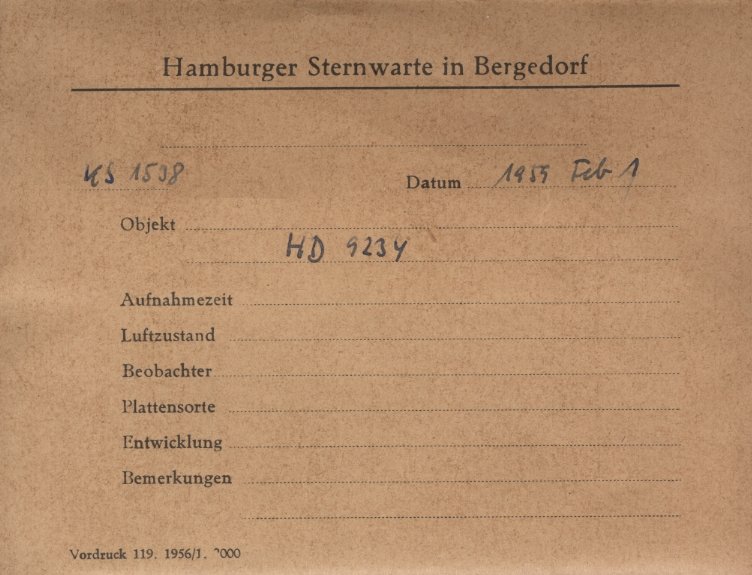 Hamburger Sternwarte in Bergedorf
KS 1598 Datum 1959 Feb 1
Objekt
HD 9234
Aufnahmezeit
Luftzustand
Beobachter
Plattensorte
Entwicklung
Bemerkungen
Vordruck 119. 1956/1.